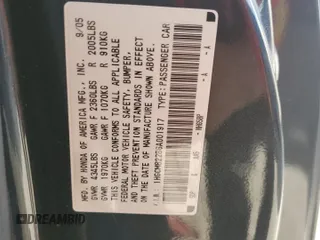 MFD. BY HONDA OF AMERICA MFG., INC. 9/05
GVWR 4345LBS GAWR F 2360LBS R 2005LBS
GVWR 1970KG GAWR F 1070KG R 910KG
THIS VEHICLE CONFORMS TO ALL APPLICABLE
FEDERAL MOTOR VEHICLE SAFETY, BUMPER,
AND THEFT PREVENTION STANDARDS IN EFFECT
ON THE DATE OF MANUFACTURE SHOWN ABOVE.
V.I.N. TYPE: PASSENGER CAR
A
DREAMBID